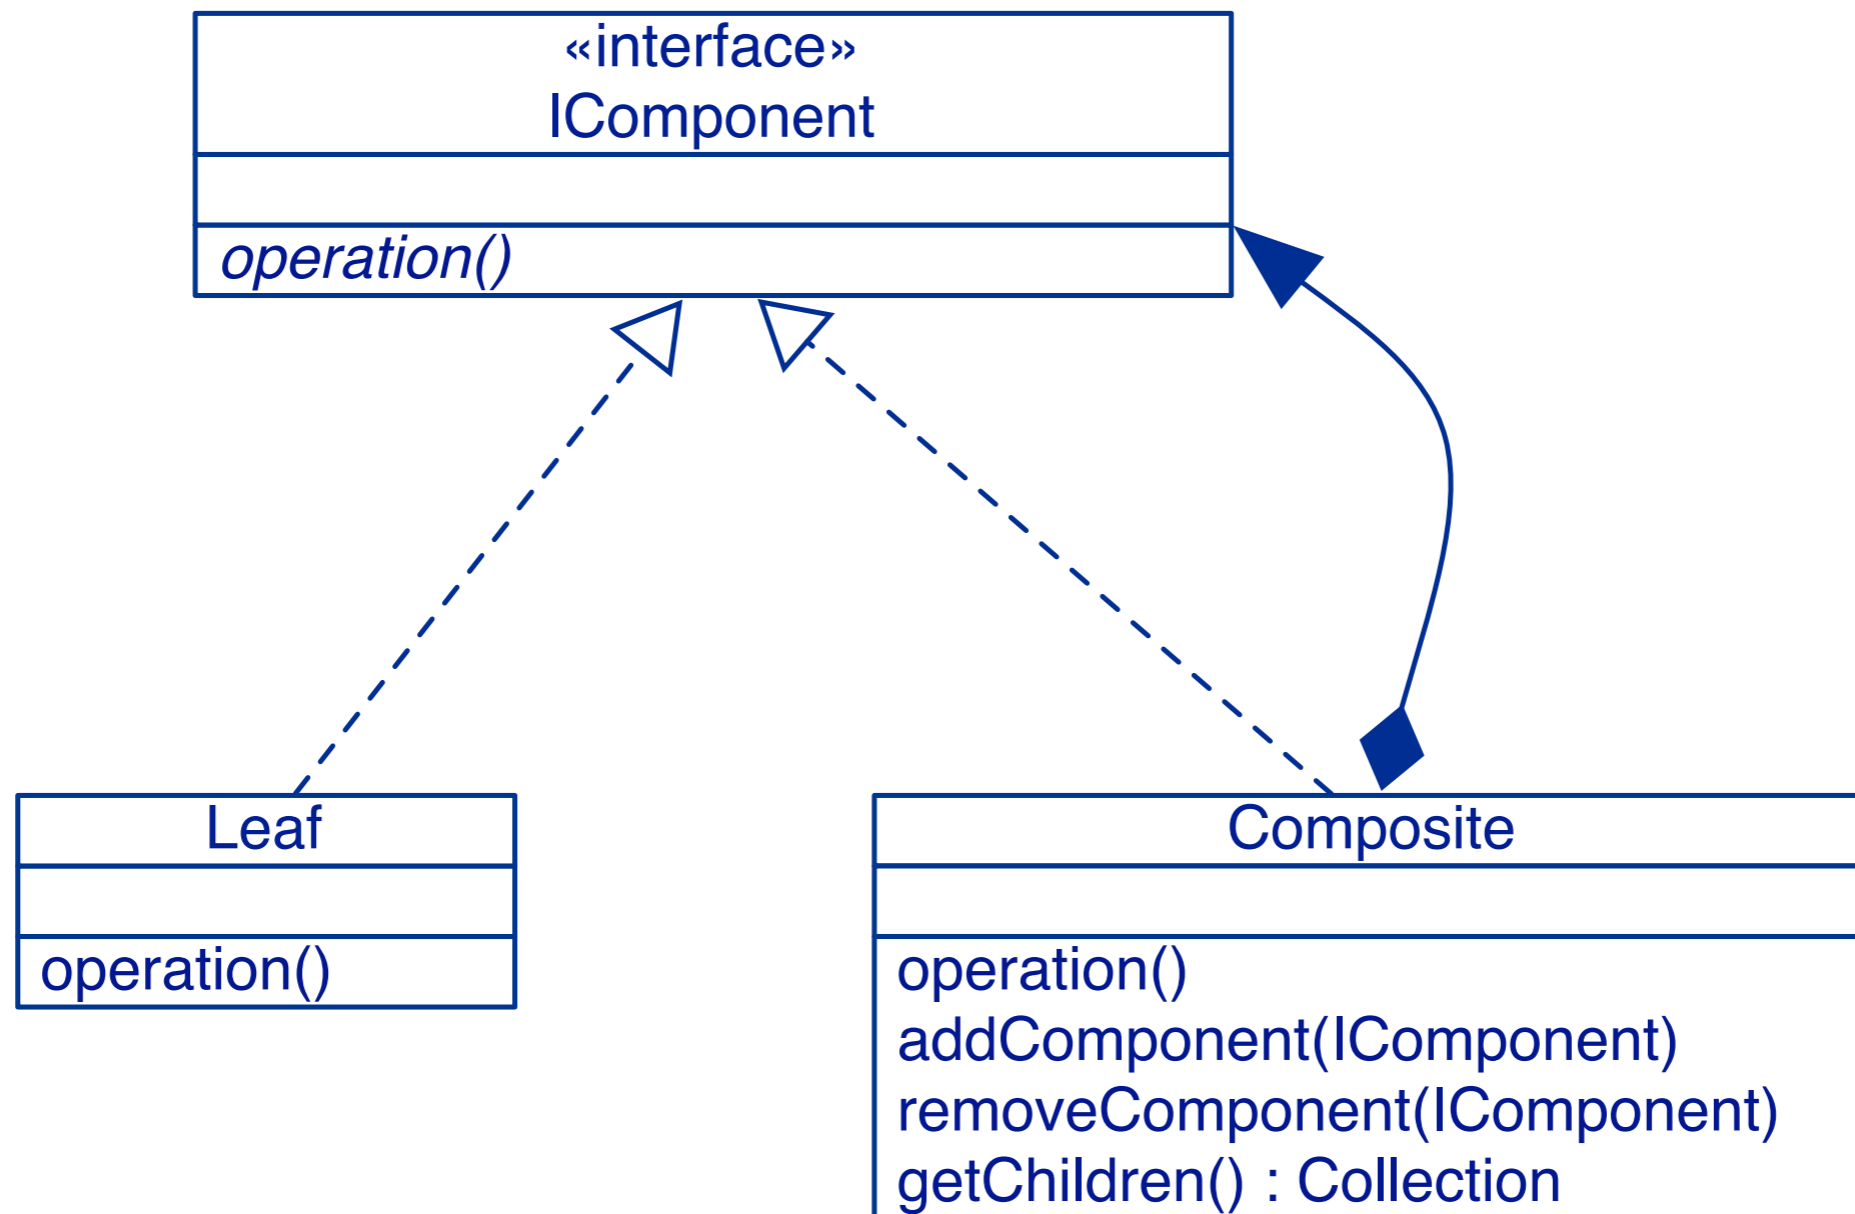 «interface»
IComponent
operation()
Leaf
operation()
Composite
operation()
addComponent(IComponent)
removeComponent(IComponent)
getChildren() : Collection